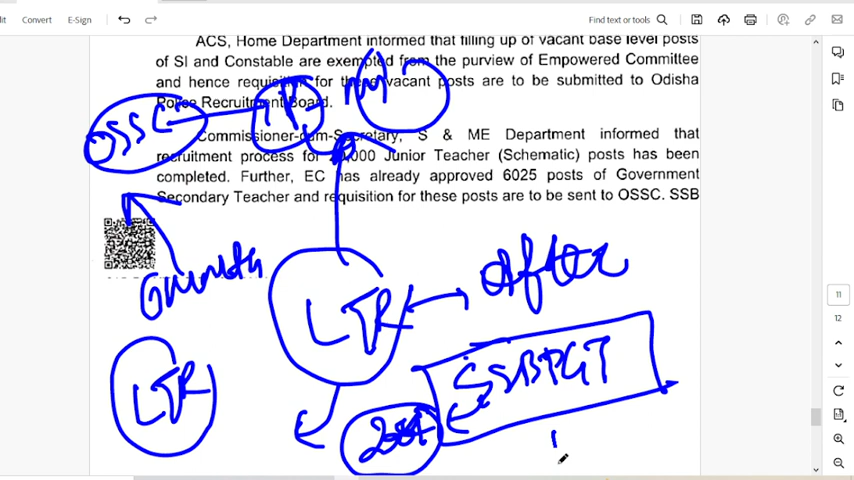 Convert E-Sign Find text or tools
ACS, Home Department informed that filling up of vacant base level posts
of SI and Constable are exempted from the purview of Empowered Committee
and hence requisition for these vacant posts are to be submitted to Odisha
Police Recruitment Board.
OSSC
Commissioner-cum-Secretary, S & ME Department informed that
recruitment process for 000 Junior Teacher (Schematic) posts has been
completed. Further, EC has already approved 6025 posts of Government
Secondary Teacher and requisition for these posts are to be sent to OSSC. SSB
After
LTR
SSB PGT
LTR
11
12